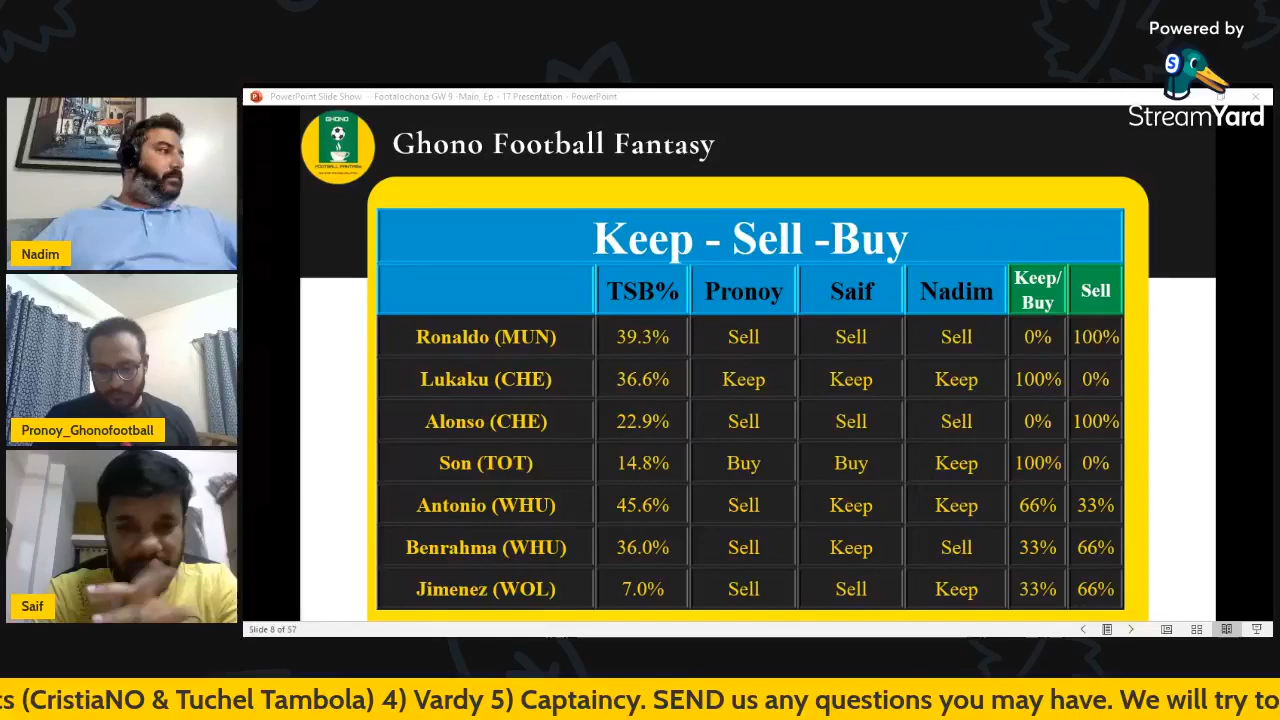 Powered by
StreamYard
PowerPoint Slide Show - Footalochona GW 9 -Main, Ep - 17 Presentation - PowerPoint
GHONO
FOOTBALL FANTASY
Ghono Football Fantasy
Keep - Sell -Buy
TSB% Pronoy Saif Nadim Keep/ Buy Sell
Ronaldo (MUN) 39.3% Sell Sell Sell 0% 100%
Lukaku (CHE) 36.6% Keep Keep Keep 100% 0%
Alonso (CHE) 22.9% Sell Sell Sell 0% 100%
Son (TOT) 14.8% Buy Buy Keep 100% 0%
Antonio (WHU) 45.6% Sell Keep Keep 66% 33%
Benrahma (WHU) 36.0% Sell Keep Sell 33% 66%
Jimenez (WOL) 7.0% Sell Sell Keep 33% 66%
Slide 8 of 57
Nadim
Pronoy_Ghonofootball
Saif
ts (CristiaNO & Tuchel Tambola) 4) Vardy 5) Captaincy. SEND us any questions you may have. We will try to